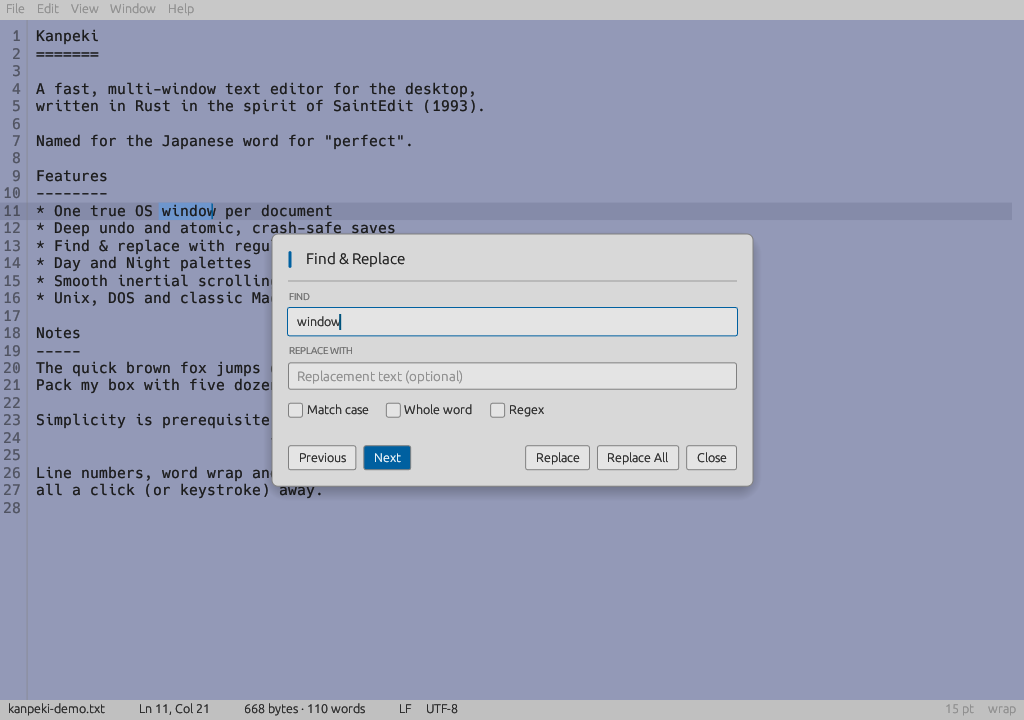 File Edit View Window Help
1 Kanpeki
2 =======
3
4 A fast, multi-window text editor for the desktop,
5 written in Rust in the spirit of SaintEdit (1993).
6
7 Named for the Japanese word for "perfect".
8
9 Features
10 --------
11 * One true OS window per document
12 * Deep undo and atomic, crash-safe saves
13 * Find & replace with regu
14 * Day and Night palettes
15 * Smooth inertial scrolling
16 * Unix, DOS and classic Ma
17
18 Notes
19 -----
20 The quick brown fox jumps
21 Pack my box with five dozen
22
23 Simplicity is prerequisite
24
25
26 Line numbers, word wrap and
27 all a click (or keystroke) away.
28
Find & Replace
FIND
window
REPLACE WITH
Replacement text (optional)
Match case Whole word Regex
Previous Next Replace Replace All Close
kanpeki-demo.txt Ln 11, Col 21 668 bytes · 110 words LF UTF-8 15 pt wrap